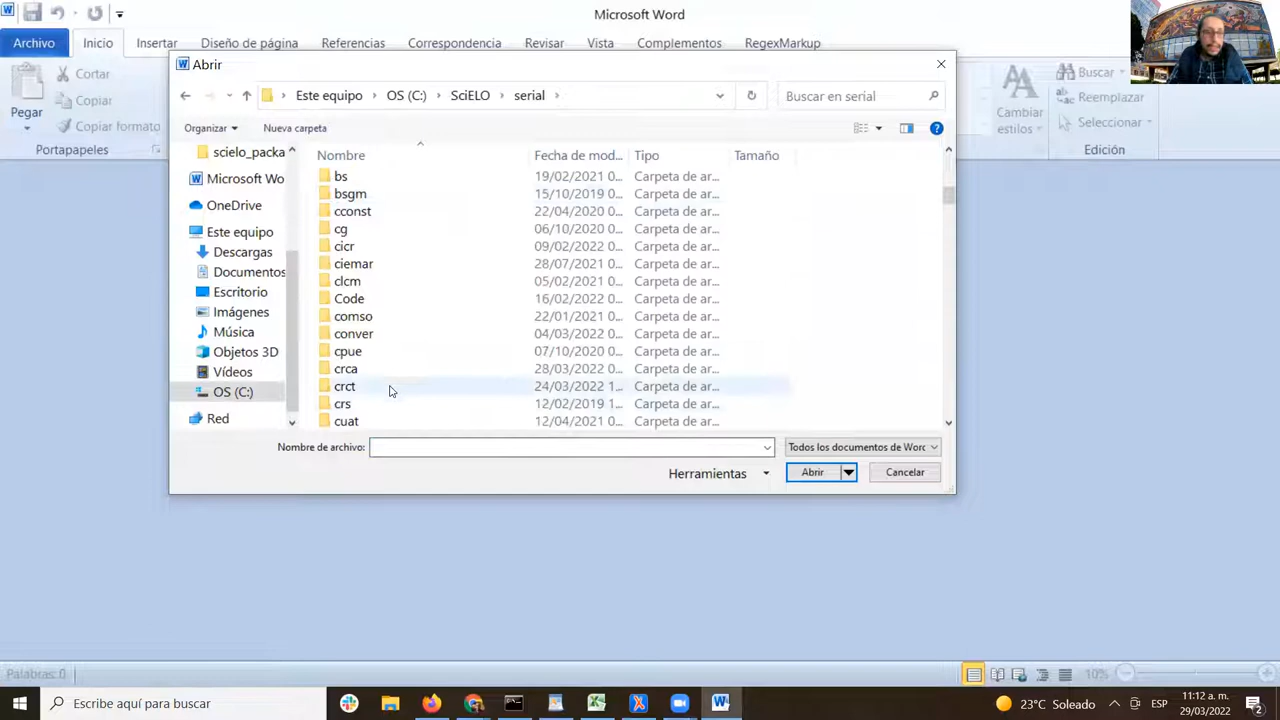 Microsoft Word
Archivo Inicio Insertar Diseño de página Referencias Correspondencia Revisar Vista Complementos RegexMarkup
Pegar
Cortar
Copiar
Copiar formato
Portapapeles
Cambiar
estilos
Buscar
Reemplazar
Seleccionar
Edición
Abrir
Este equipo OS (C:) SciELO serial
Buscar en serial
Organizar Nueva carpeta
Nombre Fecha de mod... Tipo Tamaño
scielo_packa
Microsoft Wo
OneDrive
Este equipo
Descargas
Documentos
Escritorio
Imágenes
Música
Objetos 3D
Vídeos
OS (C:)
Red
bs 19/02/2021 0... Carpeta de ar...
bsgm 15/10/2019 0... Carpeta de ar...
cconst 22/04/2020 0... Carpeta de ar...
cg 06/10/2020 0... Carpeta de ar...
cicr 09/02/2022 0... Carpeta de ar...
ciemar 28/07/2021 0... Carpeta de ar...
clcm 05/02/2021 0... Carpeta de ar...
Code 16/02/2022 0... Carpeta de ar...
comso 22/01/2021 0... Carpeta de ar...
conver 04/03/2022 0... Carpeta de ar...
cpue 07/10/2020 0... Carpeta de ar...
crca 28/03/2022 0... Carpeta de ar...
crct 24/03/2022 1... Carpeta de ar...
crs 12/02/2019 1... Carpeta de ar...
cuat 12/04/2021 0... Carpeta de ar...
Nombre de archivo: Todos los documentos de Worc
Herramientas Abrir Cancelar
Palabras: 0 10%
Escribe aquí para buscar
23°C Soleado ESP
11:12 a. m.
29/03/2022
2